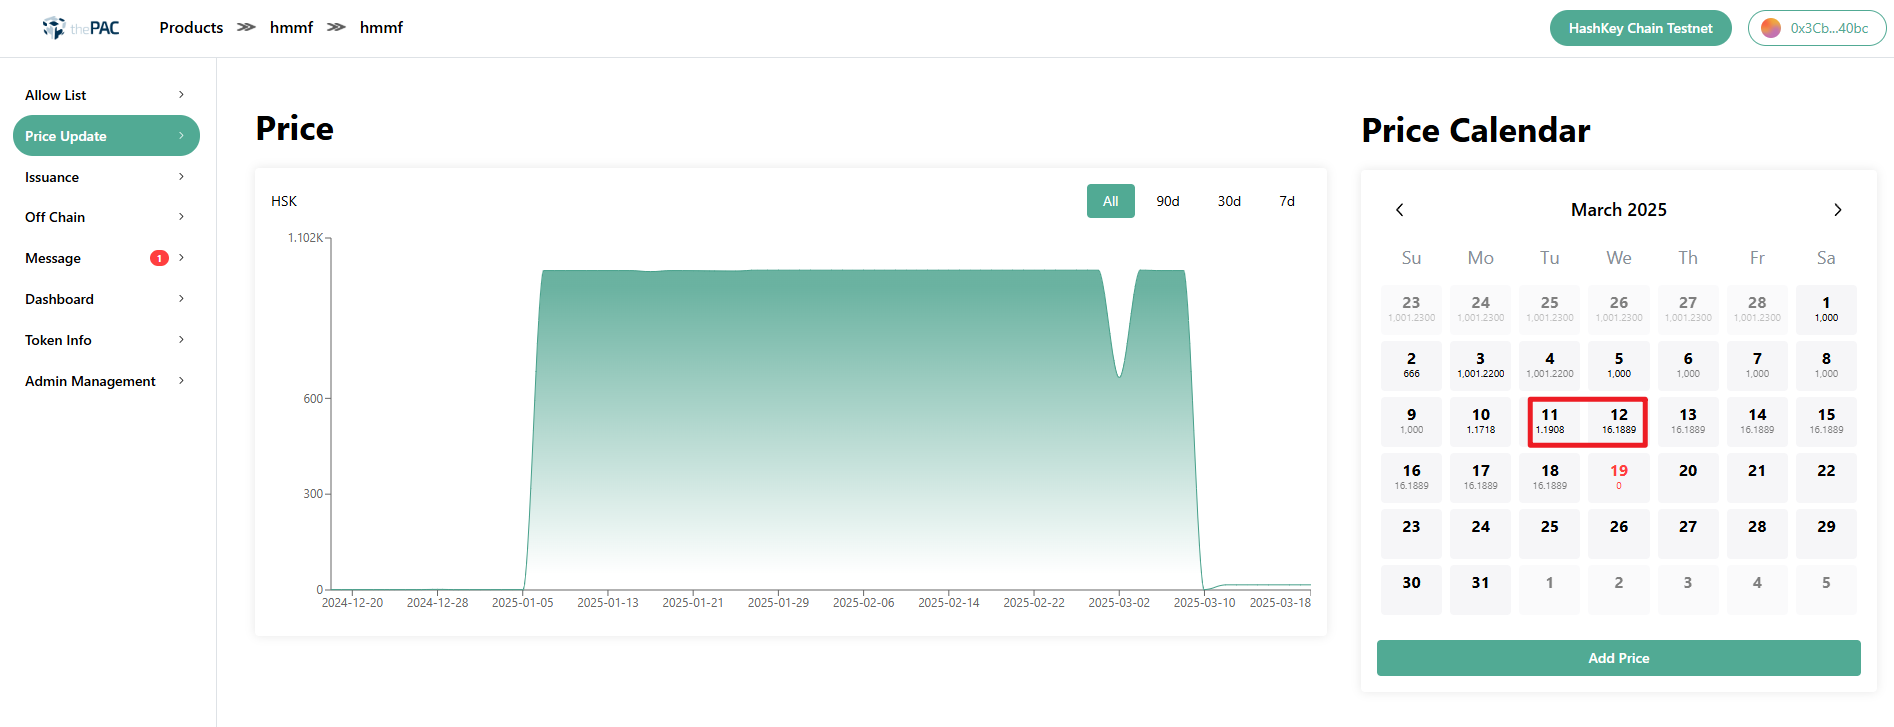 thePAC Products hmmf hmmf HashKey Chain Testnet 0x3Cb...40bc
Allow List
Price Update
Issuance
Off Chain
Message 1
Dashboard
Token Info
Admin Management
Price
HSK All 90d 30d 7d
1.102K
600
300
0
2024-12-20 2024-12-28 2025-01-05 2025-01-13 2025-01-21 2025-01-29 2025-02-06 2025-02-14 2025-02-22 2025-03-02 2025-03-10 2025-03-18
Price Calendar
March 2025
Su Mo Tu We Th Fr Sa
23 24 25 26 27 28 1
1,001.2300 1,001.2300 1,001.2300 1,001.2300 1,001.2300 1,001.2300 1,000
2 3 4 5 6 7 8
666 1,001.2200 1,001.2200 1,000 1,000 1,000 1,000
9 10 11 12 13 14 15
1,000 1.1718 1.1908 16.1889 16.1889 16.1889 16.1889
16 17 18 19 20 21 22
16.1889 16.1889 16.1889 0
23 24 25 26 27 28 29
30 31 1 2 3 4 5
Add Price